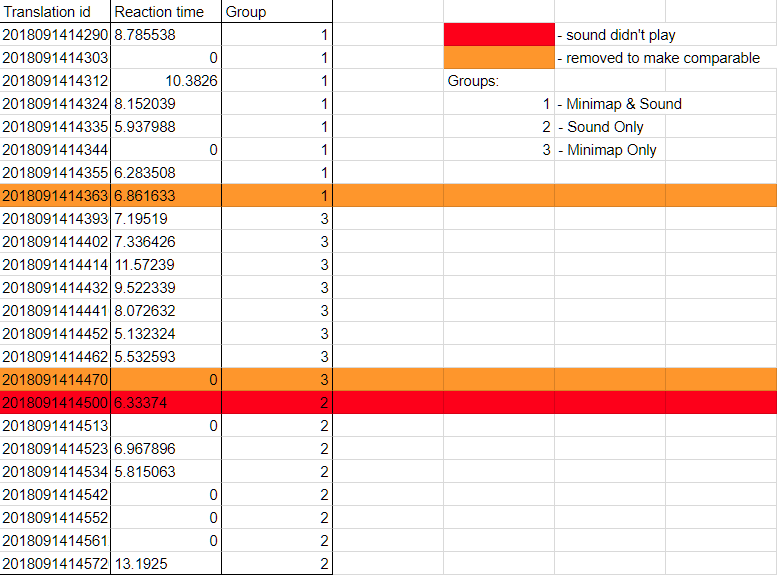 Translation id Reaction time Group
2018091414290 8.785538 1 - sound didn't play
2018091414303 0 1 - removed to make comparable
2018091414312 10.3826 1 Groups:
2018091414324 8.152039 1 1 - Minimap & Sound
2018091414335 5.937988 1 2 - Sound Only
2018091414344 0 1 3 - Minimap Only
2018091414355 6.283508 1
2018091414363 6.861633 1
2018091414393 7.19519 3
2018091414402 7.336426 3
2018091414414 11.57239 3
2018091414432 9.522339 3
2018091414441 8.072632 3
2018091414452 5.132324 3
2018091414462 5.532593 3
2018091414470 0 3
2018091414500 6.33374 2
2018091414513 0 2
2018091414523 6.967896 2
2018091414534 5.815063 2
2018091414542 0 2
2018091414552 0 2
2018091414561 0 2
2018091414572 13.1925 2